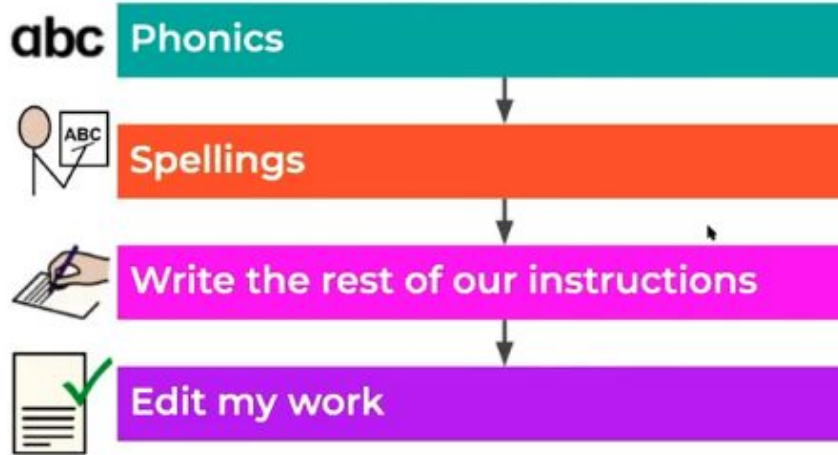 abc Phonics
ABC
Spellings
Write the rest of our instructions
Edit my work